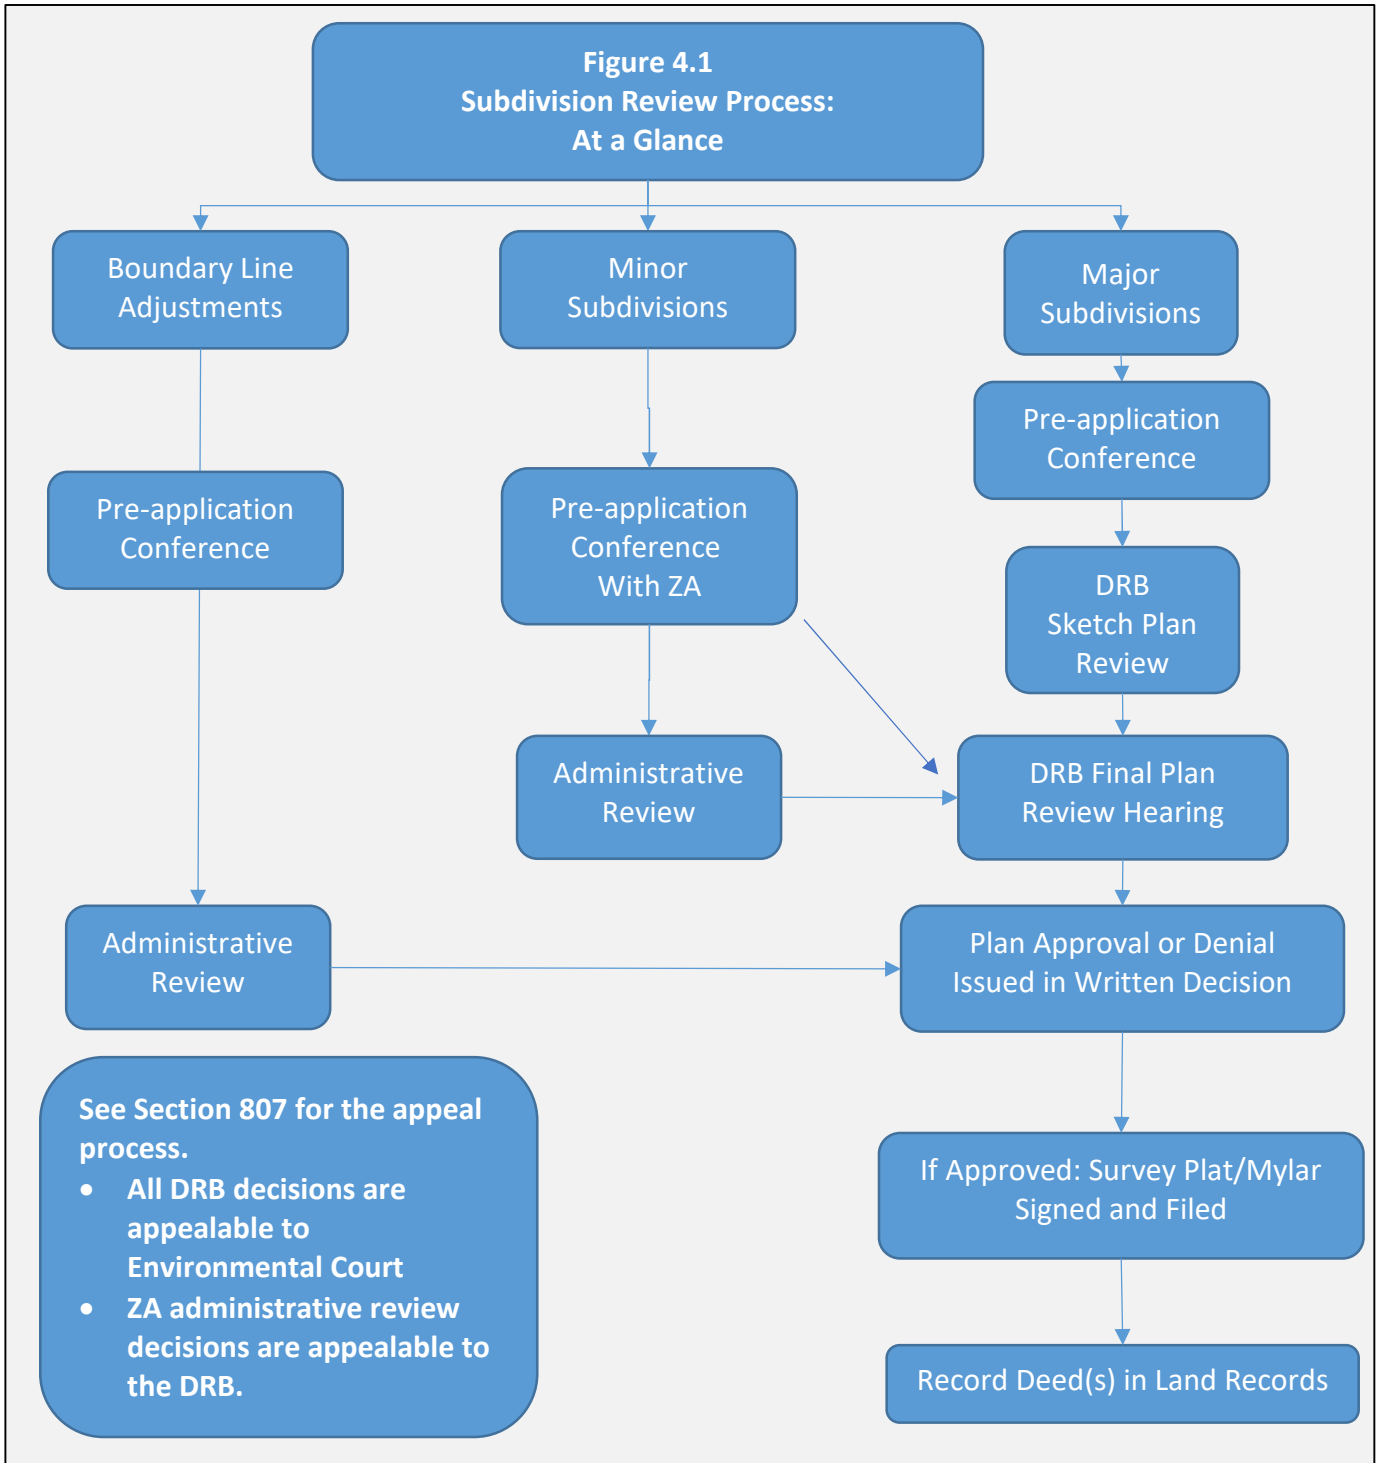 Figure 4.1
Subdivision Review Process:
At a Glance
Boundary Line
Adjustments
Minor
Subdivisions
Major
Subdivisions
Pre-application
Conference
Pre-application
Conference
With ZA
Pre-application
Conference
DRB
Sketch Plan
Review
Administrative
Review
DRB Final Plan
Review Hearing
Administrative
Review
Plan Approval or Denial
Issued in Written Decision
See Section 807 for the appeal
process.
• All DRB decisions are
appealable to
Environmental Court
• ZA administrative review
decisions are appealable to
the DRB.
If Approved: Survey Plat/Mylar
Signed and Filed
Record Deed(s) in Land Records